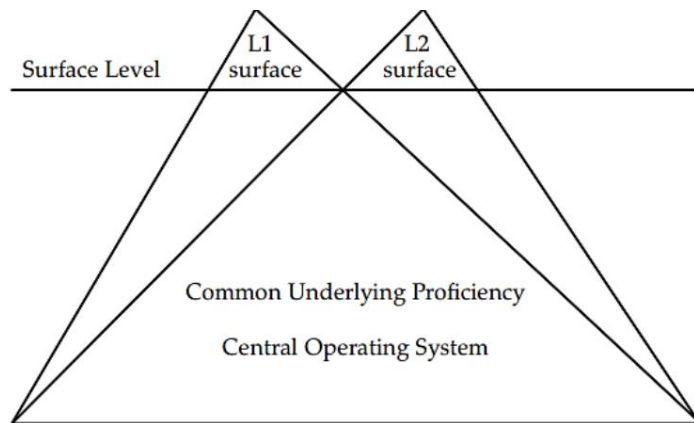 L1
surface
L2
surface
Surface Level
Common Underlying Proficiency
Central Operating System